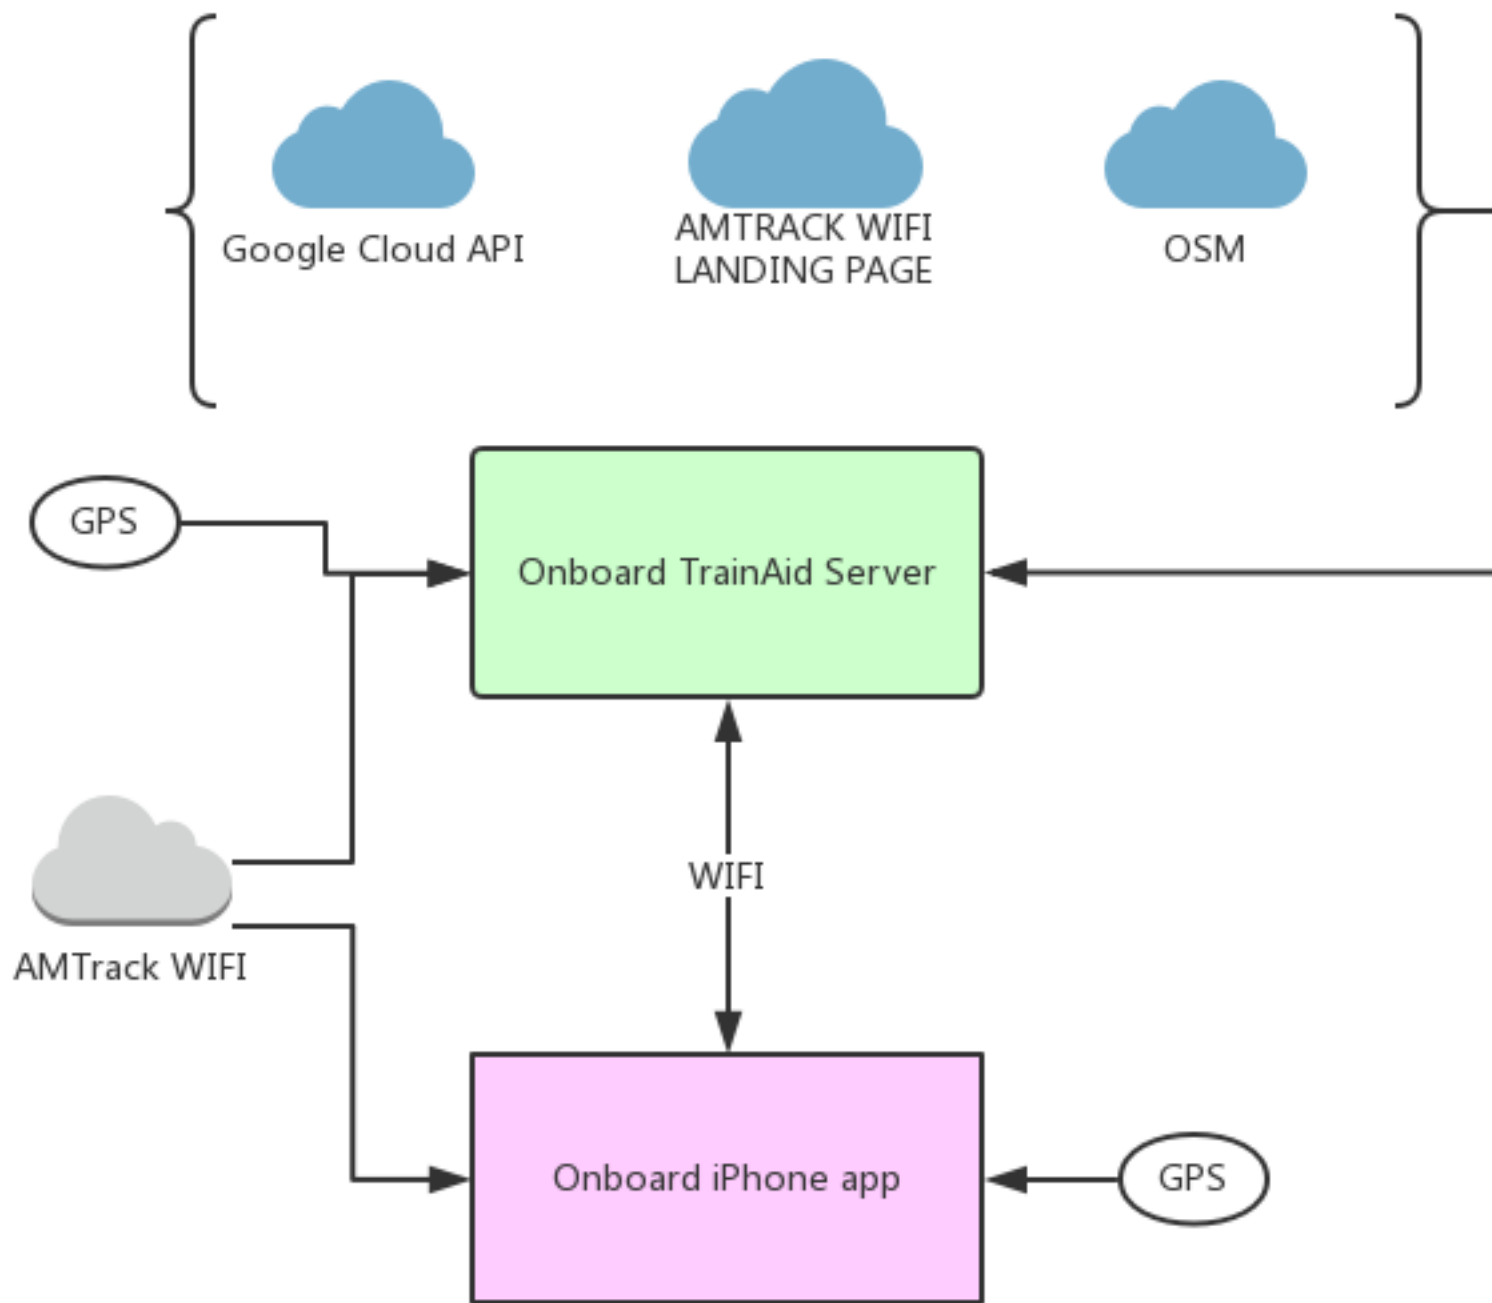 Google Cloud API
AMTRACK WIFI
LANDING PAGE
OSM
GPS
Onboard TrainAid Server
WIFI
AMTrack WIFI
Onboard iPhone app
GPS